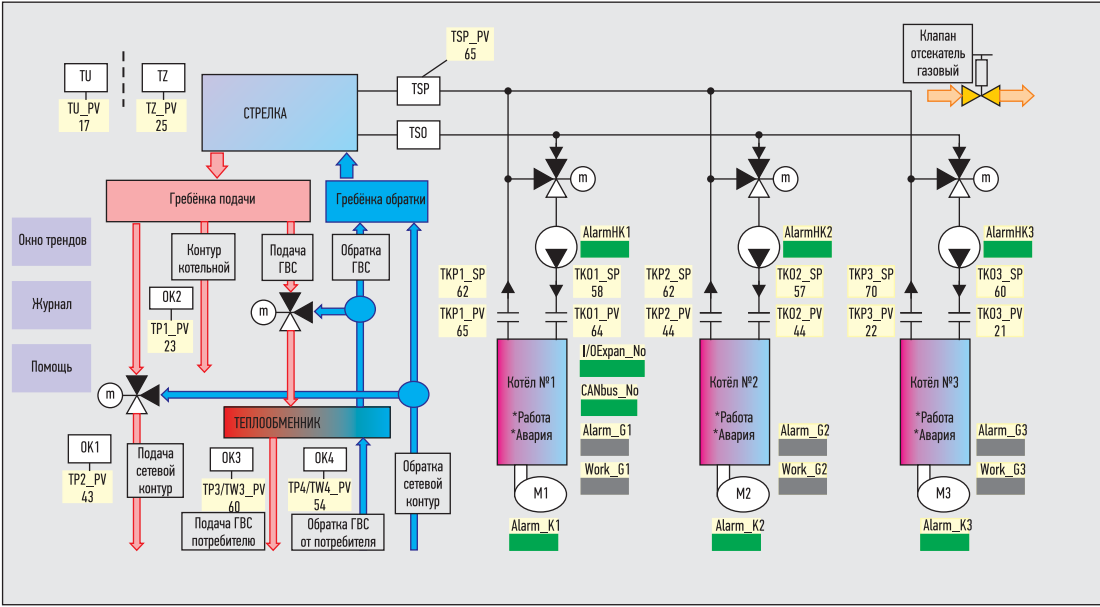 TSP_PV
65
Клапан
отсекатель
газовый
TU
TZ
TU_PV
17
TZ_PV
25
СТРЕЛКА
TSP
TSO
m
m
m
Гребёнка подачи
Гребёнка обратки
Окно трендов
Журнал
Помощь
Контур
котельной
Подача
ГВС
Обратка
ГВС
OK2
TP1_PV
23
m
m
AlarmHK1
AlarmHK2
AlarmHK3
TKP1_SP
62
TKO1_SP
58
TKP2_SP
62
TKO2_SP
57
TKP3_SP
70
TKO3_SP
60
TKP1_PV
65
TKO1_PV
64
TKP2_PV
44
TKO2_PV
44
TKP3_PV
22
TKO3_PV
21
I/OExpan_No
CANbus_No
Котёл №1
*Работа
*Авария
Котёл №2
*Работа
*Авария
Котёл №3
*Работа
*Авария
Alarm_G1
Work_G1
Alarm_G2
Work_G2
Alarm_G3
Work_G3
M1
M2
M3
Alarm_K1
Alarm_K2
Alarm_K3
ТЕПЛООБМЕННИК
OK1
TP2_PV
43
Подача
сетевой
контур
OK3
TP3/TW3_PV
60
OK4
TP4/TW4_PV
54
Обратка
сетевой
контур
Подача ГВС
потребителю
Обратка ГВС
от потребителя